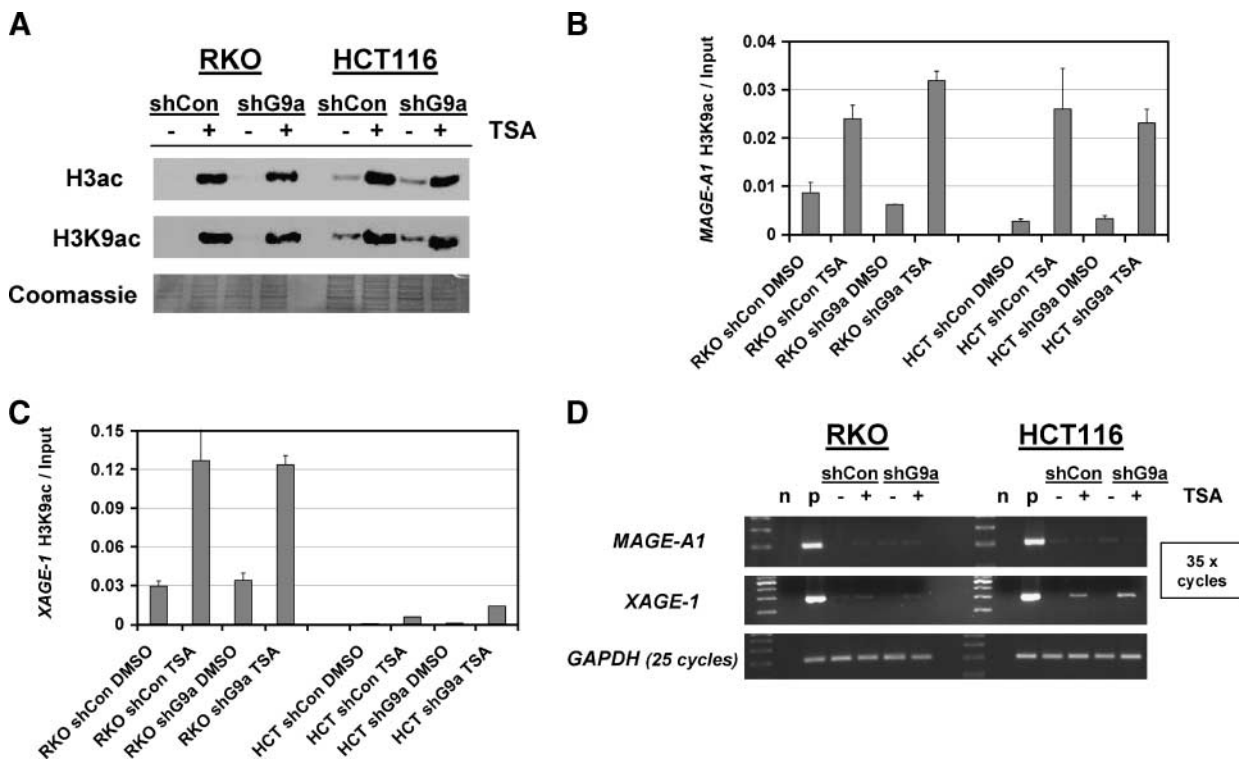 A
RKO HCT116
shCon shG9a shCon shG9a
- + - + - + - + TSA
H3ac
H3K9ac
Coomassie
B
MAGE-A1 H3K9ac / Input
0.04
0.03
0.02
0.01
0
RKO shCon DMSO
RKO shCon TSA
RKO shG9a DMSO
RKO shG9a TSA
HCT shCon DMSO
HCT shCon TSA
HCT shG9a DMSO
HCT shG9a TSA
C
XAGE-1 H3K9ac / Input
0.15
0.12
0.09
0.06
0.03
0
RKO shCon DMSO
RKO shCon TSA
RKO shG9a DMSO
RKO shG9a TSA
HCT shCon DMSO
HCT shCon TSA
HCT shG9a DMSO
HCT shG9a TSA
D
RKO HCT116
shCon shG9a shCon shG9a
n p - + - + n p - + - + TSA
MAGE-A1
XAGE-1
GAPDH (25 cycles)
35 x
cycles